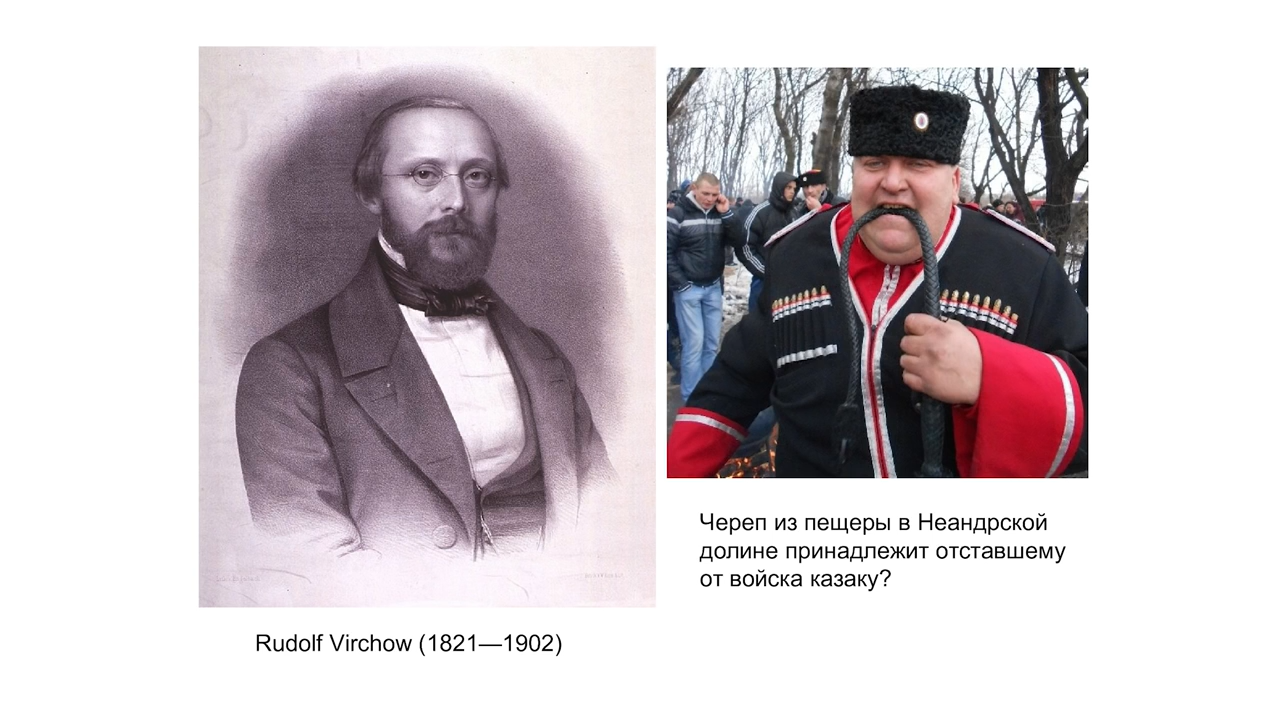 Череп из пещеры в Неандрской
долине принадлежит отставшему
от войска казаку?
Rudolf Virchow (1821—1902)